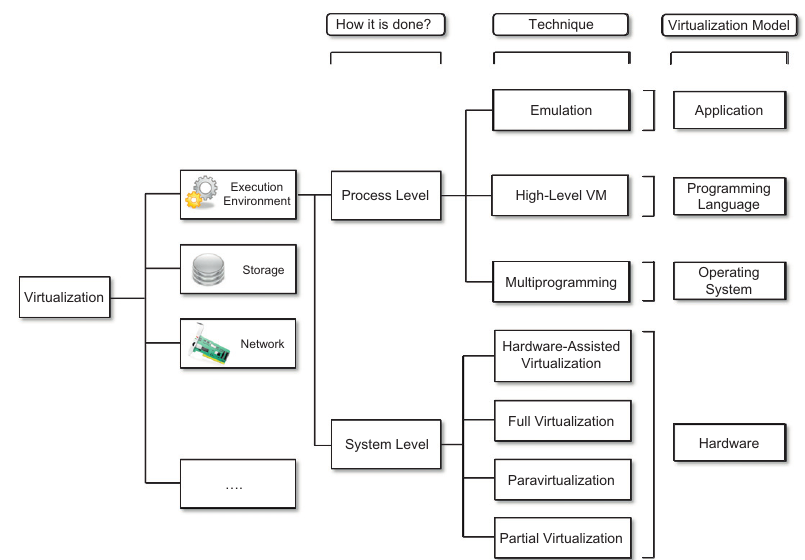 How it is done?
Technique
Virtualization Model
Emulation
Application
Execution
Environment
Process Level
High-Level VM
Programming
Language
Storage
Multiprogramming
Operating
System
Virtualization
Network
Hardware-Assisted
Virtualization
System Level
Full Virtualization
Hardware
Paravirtualization
....
Partial Virtualization